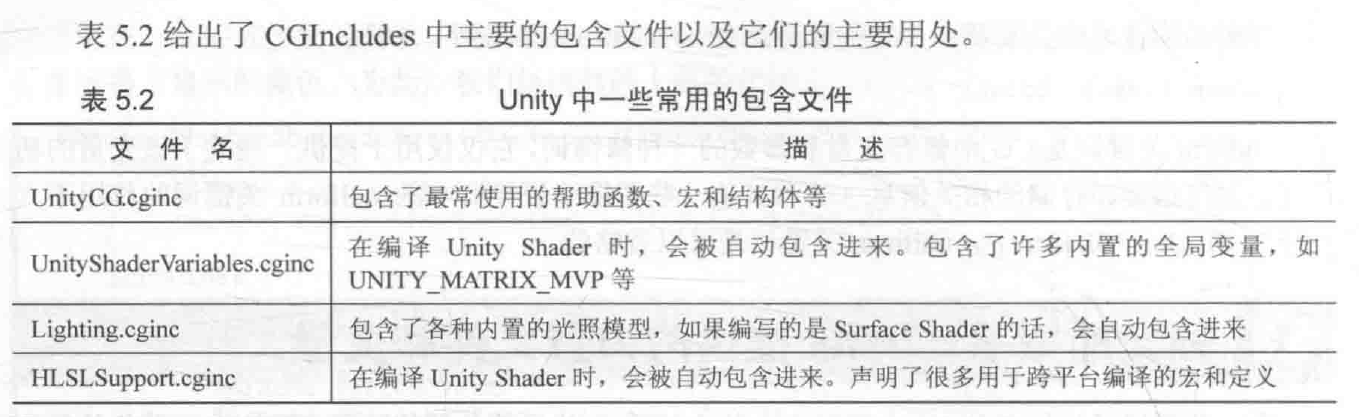 表 5.2 给出了 CGIncludes 中主要的包含文件以及它们的主要用处。
表 5.2 Unity 中一些常用的包含文件
文 件 名 描 述
UnityCG.cginc 包含了最常使用的帮助函数、宏和结构体等
UnityShaderVariables.cginc 在编译 Unity Shader 时，会被自动包含进来。包含了许多内置的全局变量，如
UNITY_MATRIX_MVP 等
Lighting.cginc 包含了各种内置的光照模型，如果编写的是 Surface Shader 的话，会自动包含进来
HLSLSupport.cginc 在编译 Unity Shader 时，会被自动包含进来。声明了很多用于跨平台编译的宏和定义